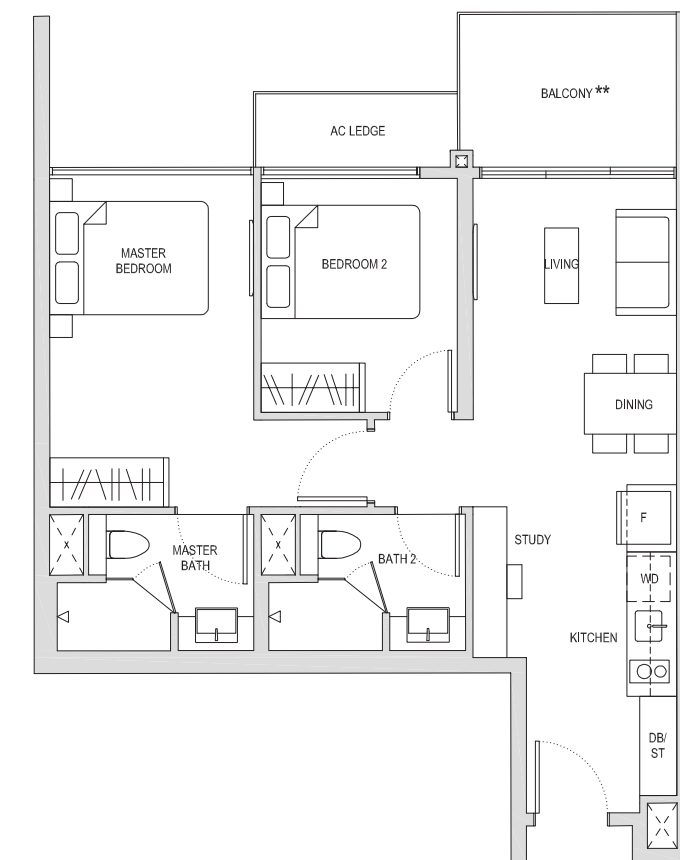 BALCONY **
AC LEDGE
MASTER
BEDROOM
BEDROOM 2
LIVING
DINING
F
STUDY
x
MASTER
BATH
x
BATH 2
WD
KITCHEN
DB/
ST